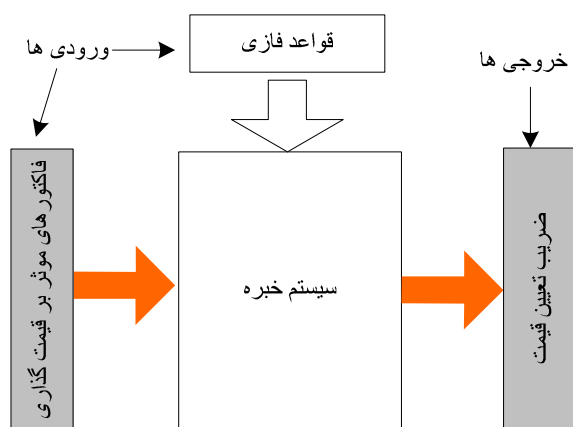 قواعد فازی
ورودی ها
خروجی ها
فاکتورهای موثر بر قیمت گذاری
سیستم خبره
ضریب تعیین قیمت